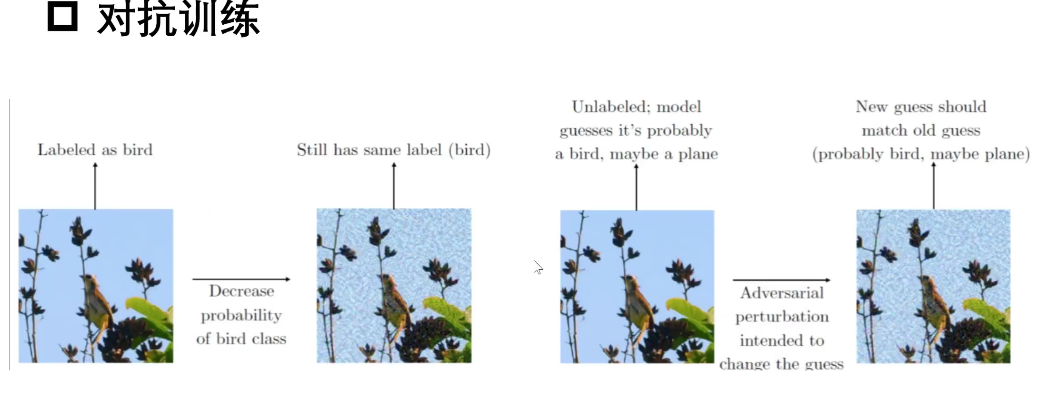 对抗训练
Labeled as bird
Still has same label (bird)
Decrease
probability
of bird class
Unlabeled; model
guesses it's probably
a bird, maybe a plane
New guess should
match old guess
(probably bird, maybe plane)
Adversarial
perturbation
intended to
change the guess